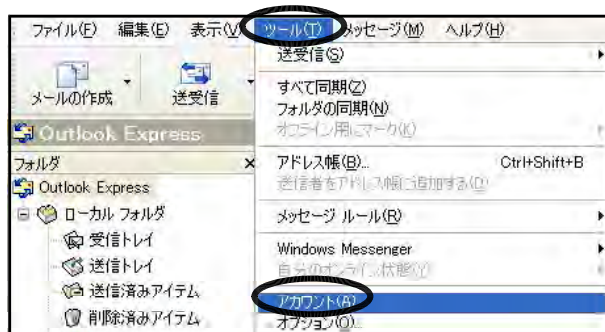 ファイル(F) 編集(E) 表示(V) ツール(T) メッセージ(M) ヘルプ(H)
メールの作成 送受信
Outlook Express
フォルダ ×
Outlook Express
ローカル フォルダ
受信トレイ
送信トレイ
送信済みアイテム
削除済みアイテム
送受信(S)
すべて同期(Z)
フォルダの同期(N)
オフライン用にマーク(K)
アドレス帳(B)... Ctrl+Shift+B
送信者をアドレス帳に追加する(D)
メッセージ ルール(R)
Windows Messenger
自分のオンライン状態(Y)
アカウント(A)
オプション(O)...